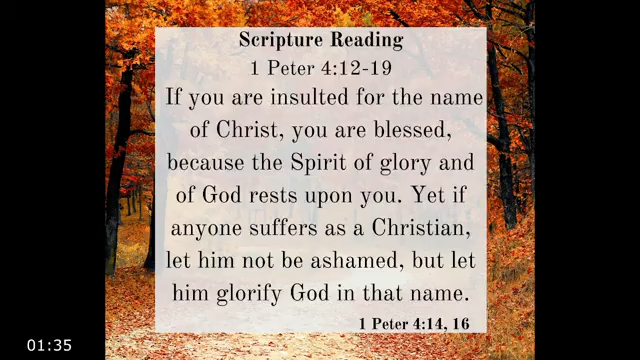 Scripture Reading
1 Peter 4:12-19
If you are insulted for the name
of Christ, you are blessed,
because the Spirit of glory and
of God rests upon you. Yet if
anyone suffers as a Christian,
let him not be ashamed, but let
him glorify God in that name.
1 Peter 4:14, 16
01:35